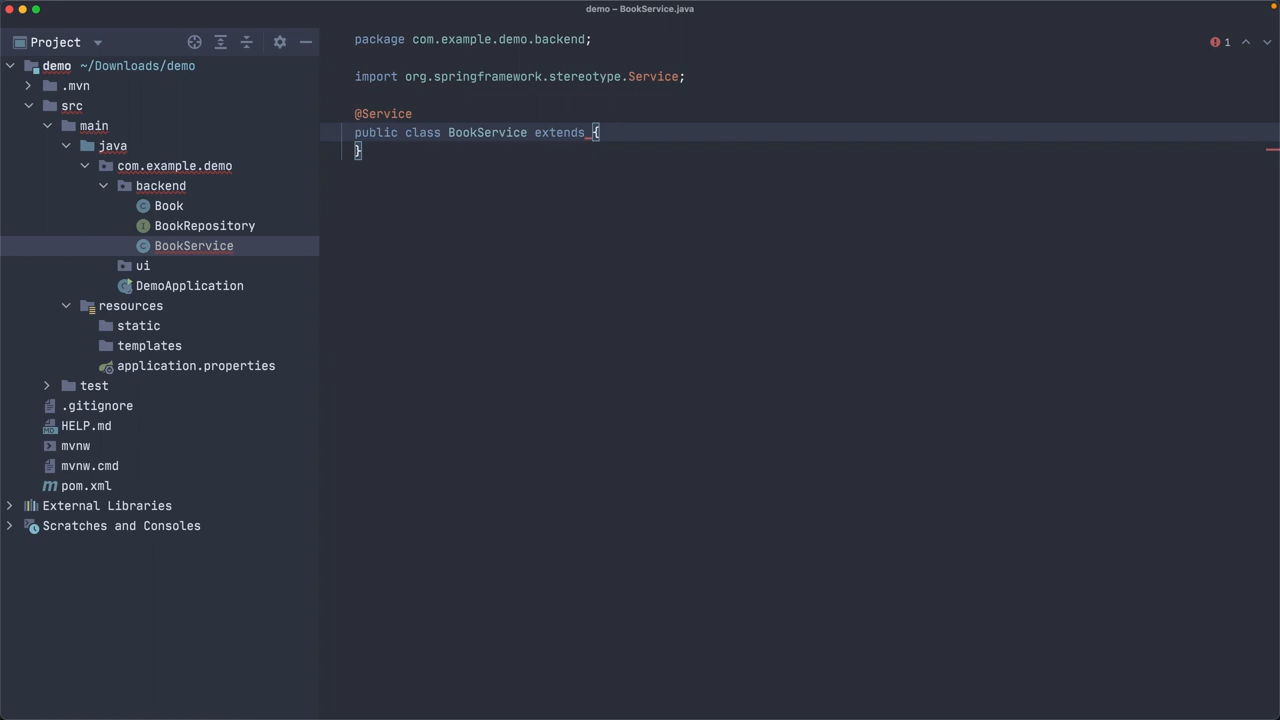 demo – BookService.java
Project
demo ~/Downloads/demo
.mvn
src
main
java
com.example.demo
backend
Book
BookRepository
BookService
ui
DemoApplication
resources
static
templates
application.properties
test
.gitignore
HELP.md
mvnw
mvnw.cmd
pom.xml
External Libraries
Scratches and Consoles
package com.example.demo.backend;
import org.springframework.stereotype.Service;
@Service
public class BookService extends {
}
1